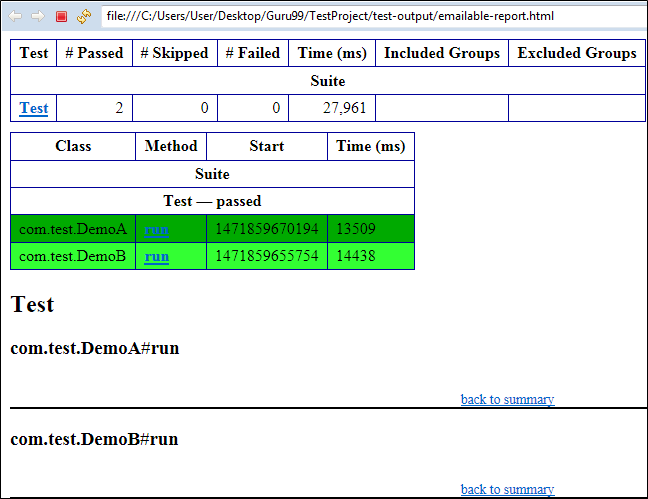 file:///C:/Users/User/Desktop/Guru99/TestProject/test-output/emailable-report.html
Test # Passed # Skipped # Failed Time (ms) Included Groups Excluded Groups
Suite
Test 2 0 0 27,961
Class Method Start Time (ms)
Suite
Test — passed
com.test.DemoA run 1471859670194 13509
com.test.DemoB run 1471859655754 14438
Test
com.test.DemoA#run
back to summary
com.test.DemoB#run
back to summary